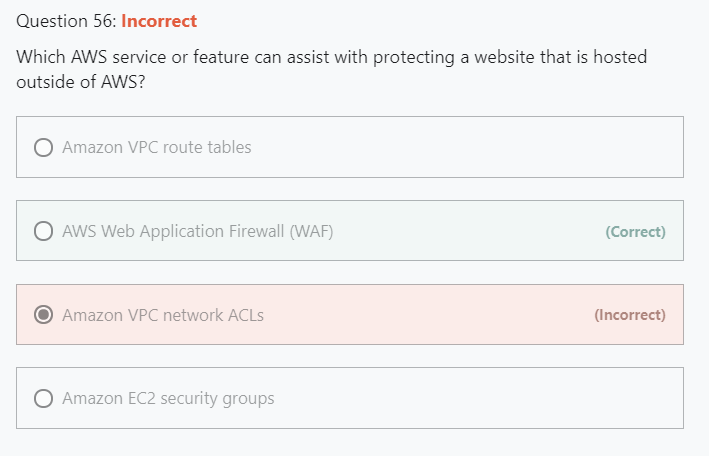 Question 56: Incorrect
Which AWS service or feature can assist with protecting a website that is hosted
outside of AWS?
Amazon VPC route tables
AWS Web Application Firewall (WAF) (Correct)
Amazon VPC network ACLs (Incorrect)
Amazon EC2 security groups